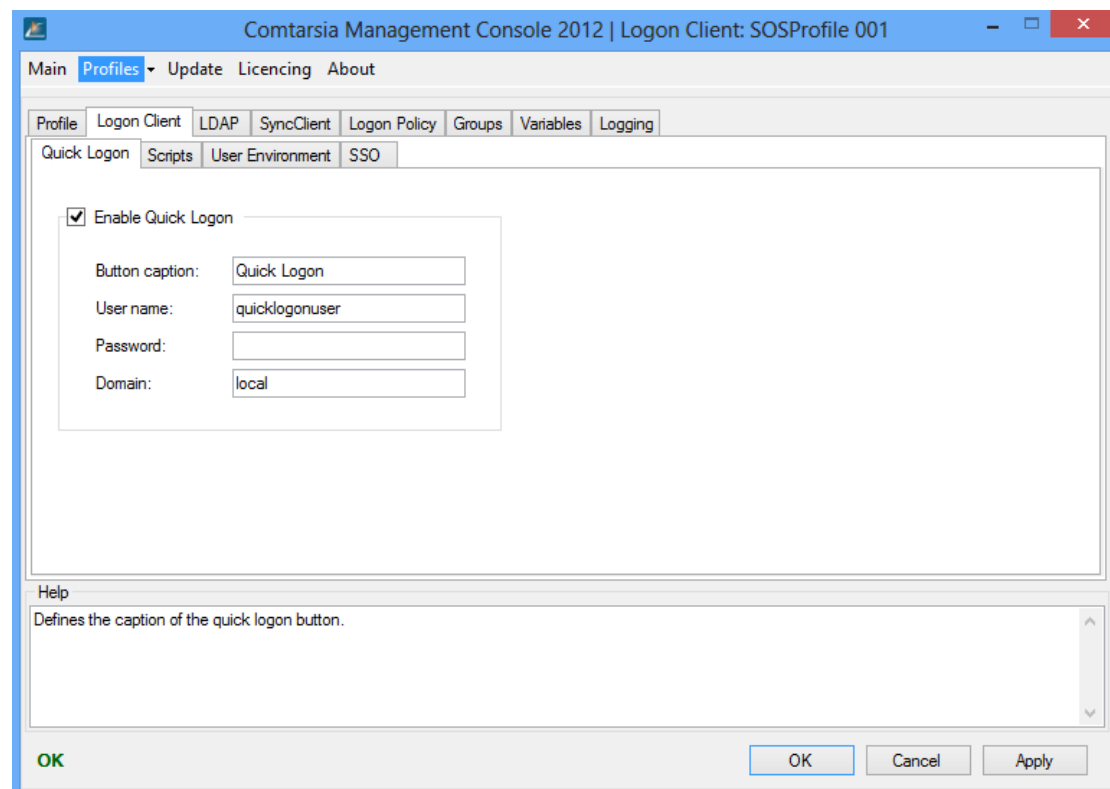 Comtarsia Management Console 2012 | Logon Client: SOSProfile 001
Main Profiles Update Licencing About
Profile Logon Client LDAP SyncClient Logon Policy Groups Variables Logging
Quick Logon Scripts User Environment SSO
Enable Quick Logon
Button caption: Quick Logon
User name: quicklogonuser
Password:
Domain: local
Help
Defines the caption of the quick logon button.
OK OK Cancel Apply